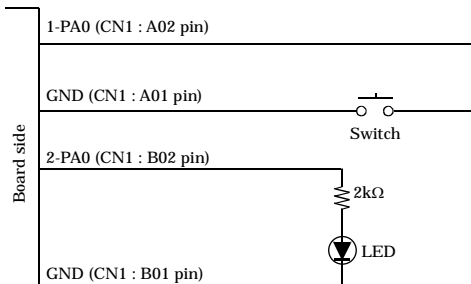 1-PA0 (CN1 : A02 pin)
GND (CN1 : A01 pin)
Switch
2-PA0 (CN1 : B02 pin)
Board side
2kΩ
LED
GND (CN1 : B01 pin)